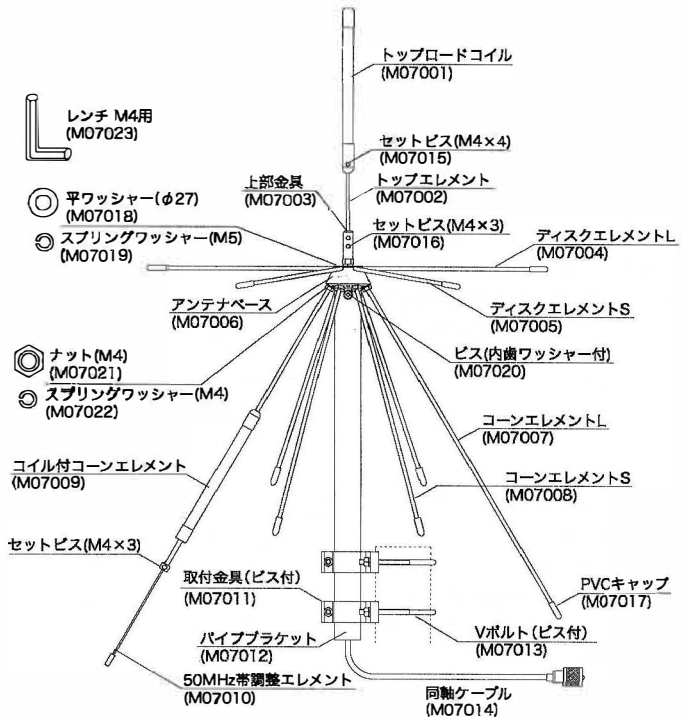 トップロードコイル
(M07001)
レンチ M4用
(M07023)
セットビス(M4×4)
(M07015)
上部金具
(M07003)
トップエレメント
(M07002)
平ワッシャー(φ27)
(M07018)
セットビス(M4×3)
(M07016)
スプリングワッシャー(M5)
(M07019)
ディスクエレメントL
(M07004)
アンテナベース
(M07006)
ディスクエレメントS
(M07005)
ナット(M4)
(M07021)
ビス(内歯ワッシャー付)
(M07020)
スプリングワッシャー(M4)
(M07022)
コーンエレメントL
(M07007)
コイル付コーンエレメント
(M07009)
コーンエレメントS
(M07008)
セットビス(M4×3)
取付金具(ビス付)
(M07011)
PVCキャップ
(M07017)
パイプブラケット
(M07012)
Vボルト(ビス付)
(M07013)
50MHz帯調整エレメント
(M07010)
同軸ケーブル
(M07014)